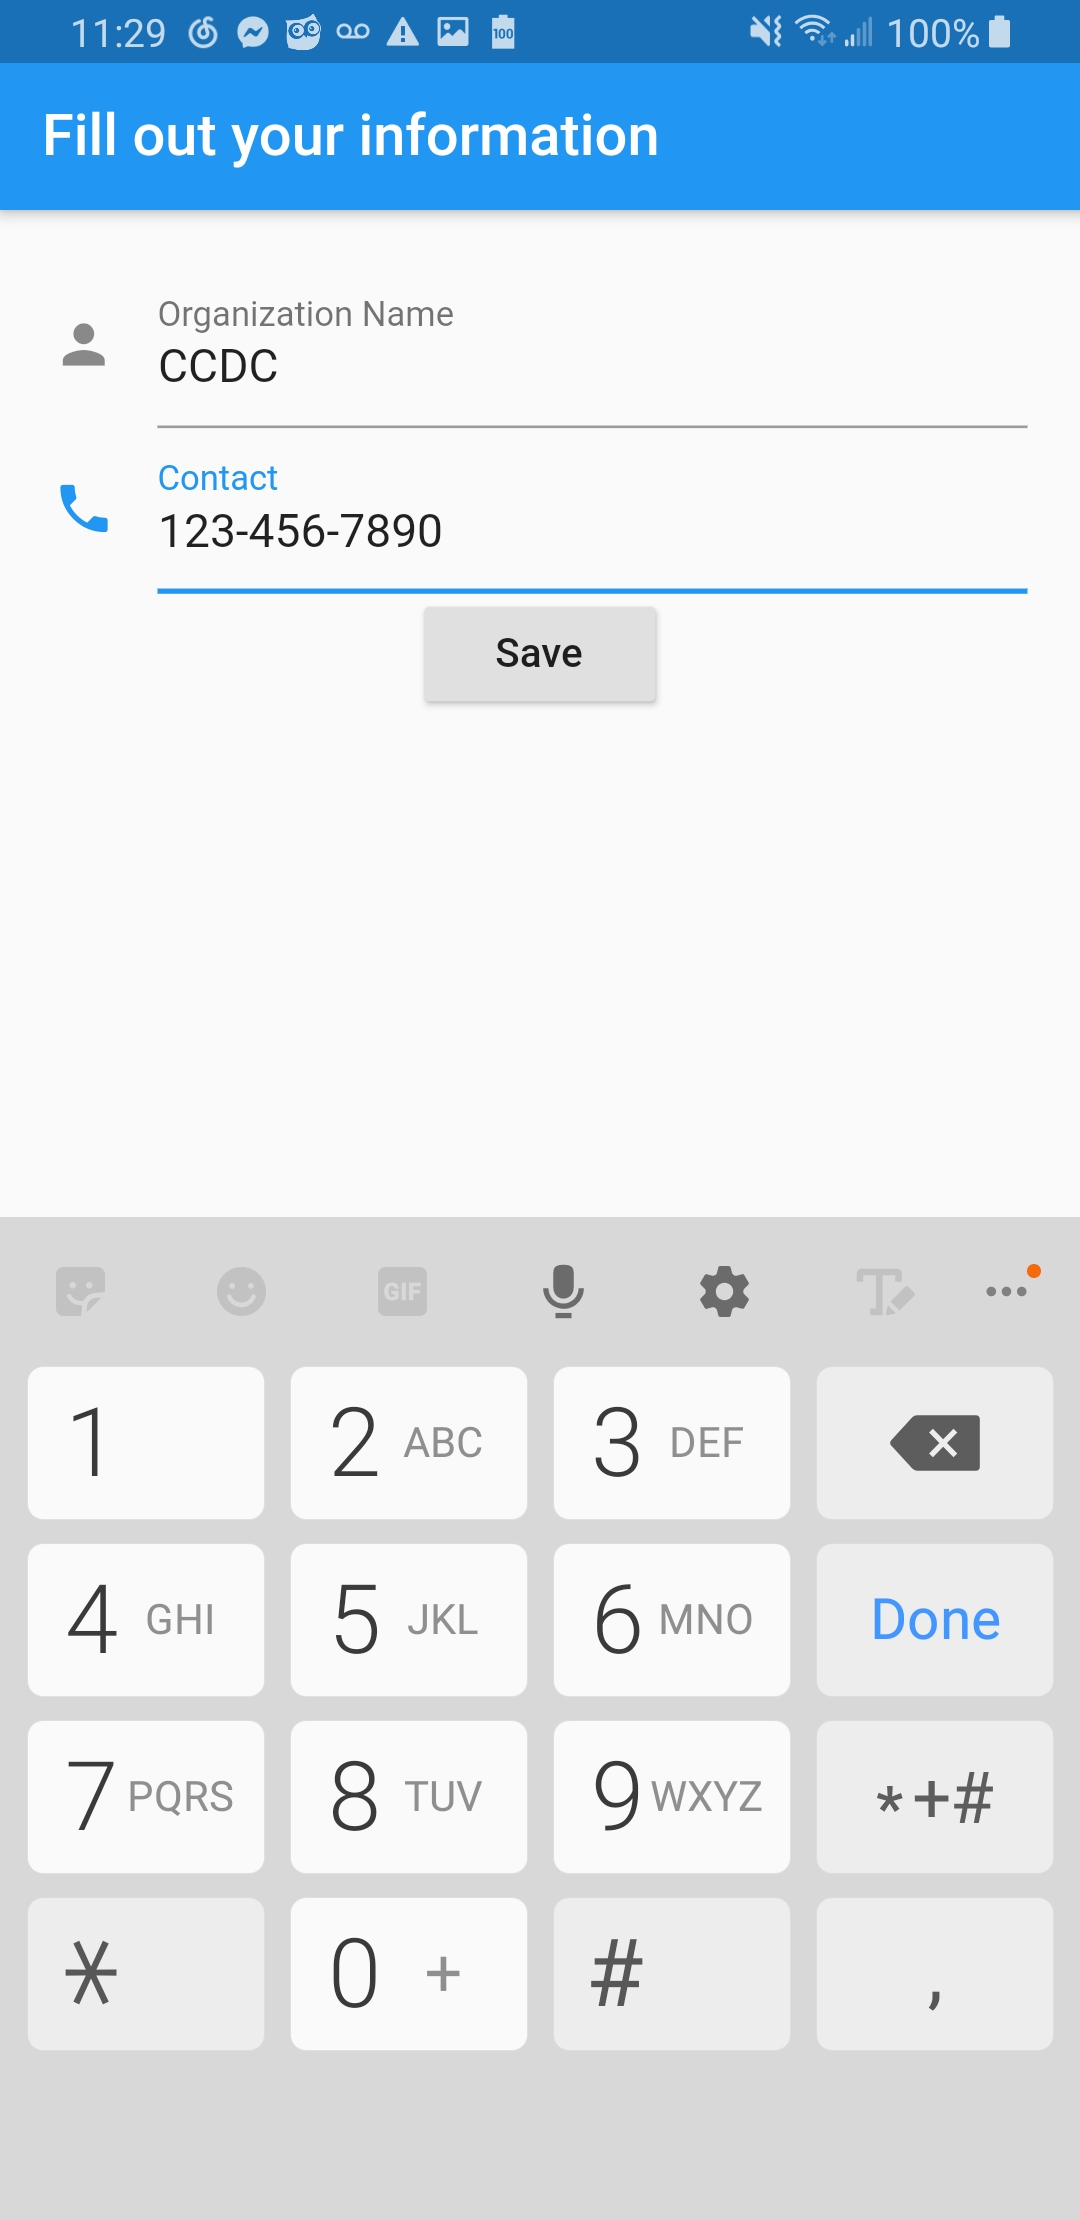 11:29 100 100%
Fill out your information
Organization Name
CCDC
Contact
123-456-7890
Save
GIF T
1 2 ABC 3 DEF
4 GHI 5 JKL 6 MNO Done
7 PQRS 8 TUV 9 WXYZ *+#
* 0 + # ,